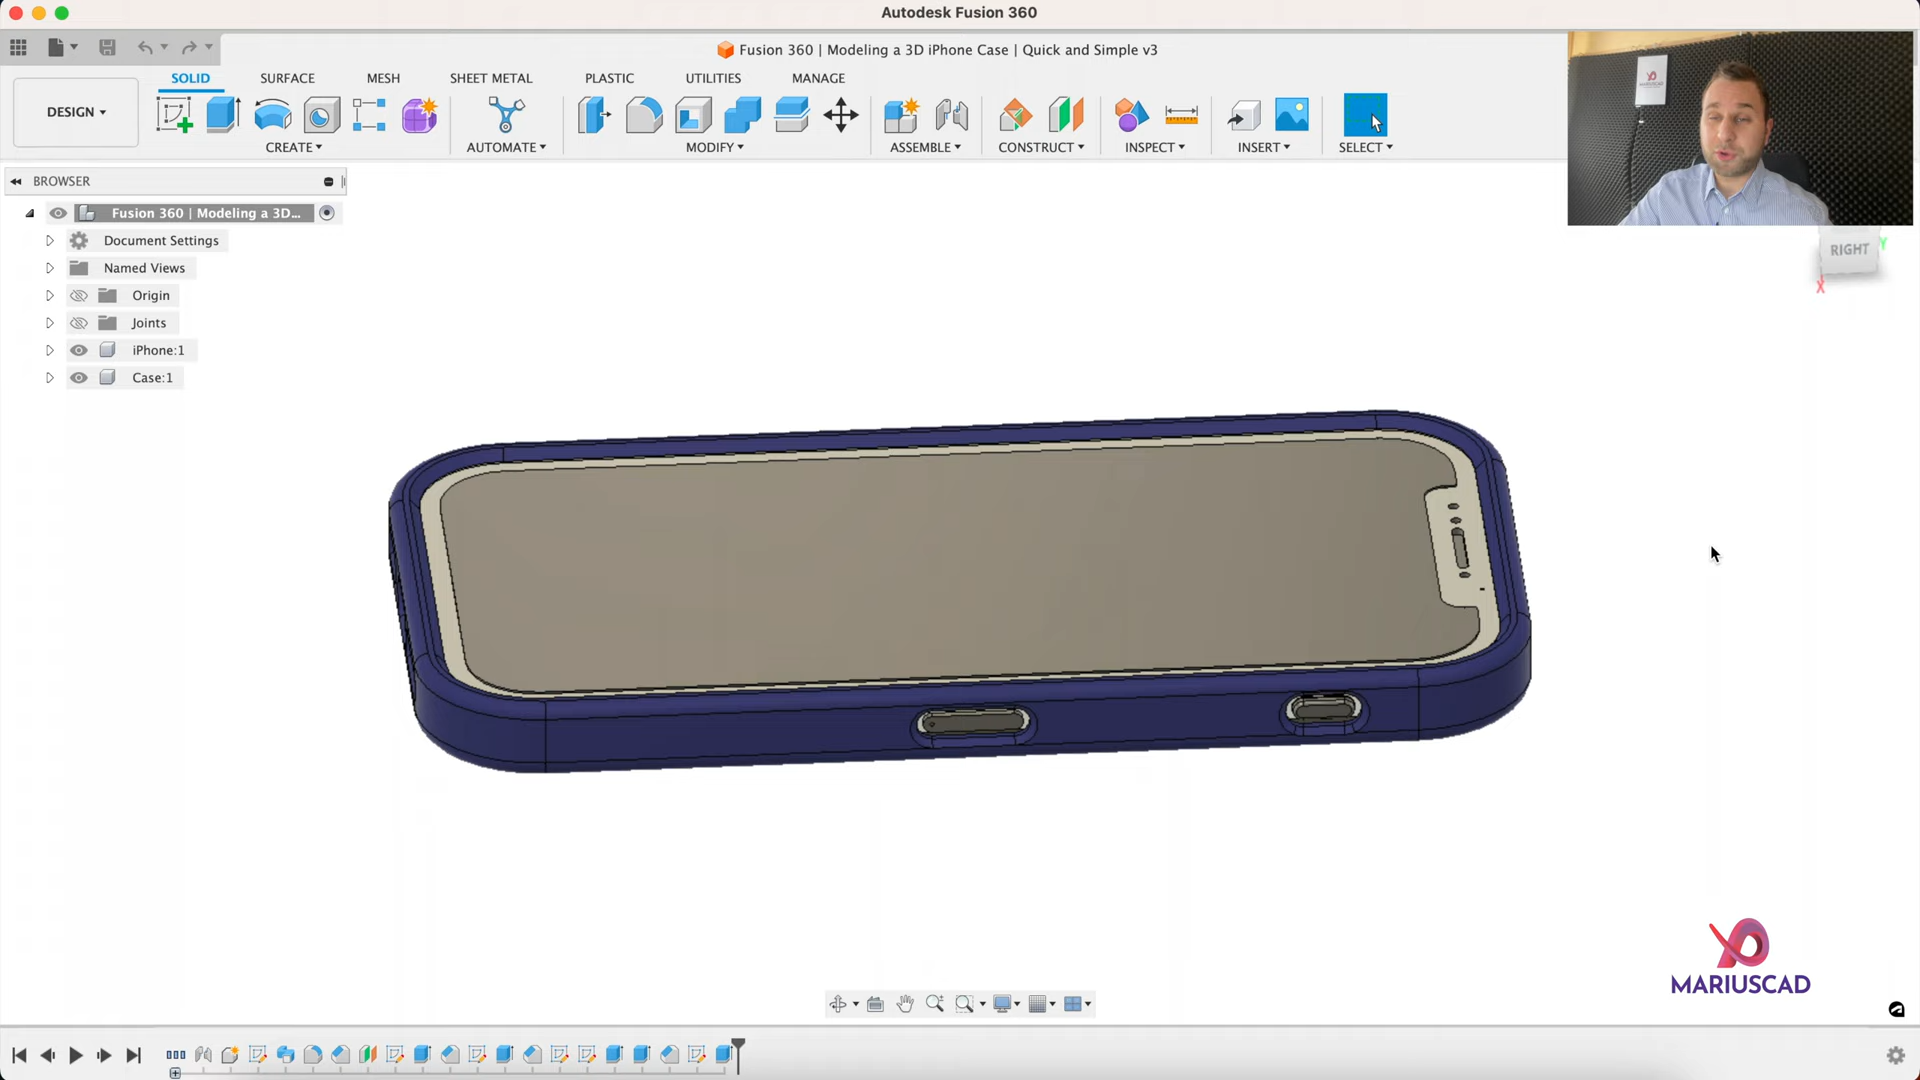 Autodesk Fusion 360
Fusion 360 | Modeling a 3D iPhone Case | Quick and Simple v3
DESIGN
SOLID
SURFACE
MESH
SHEET METAL
PLASTIC
UTILITIES
MANAGE
CREATE
AUTOMATE
MODIFY
ASSEMBLE
CONSTRUCT
INSPECT
INSERT
SELECT
BROWSER
Fusion 360 | Modeling a 3D...
Document Settings
Named Views
Origin
Joints
iPhone:1
Case:1
RIGHT
Y
X
MARIUSCAD